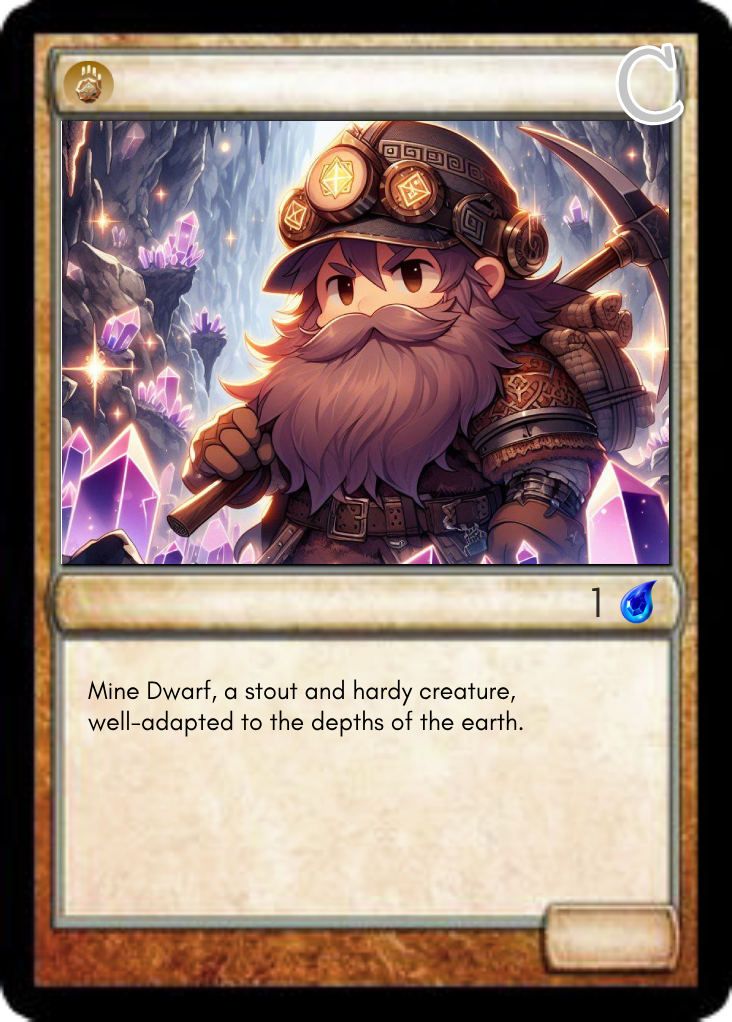 C
1
Mine Dwarf, a stout and hardy creature,
well-adapted to the depths of the earth.